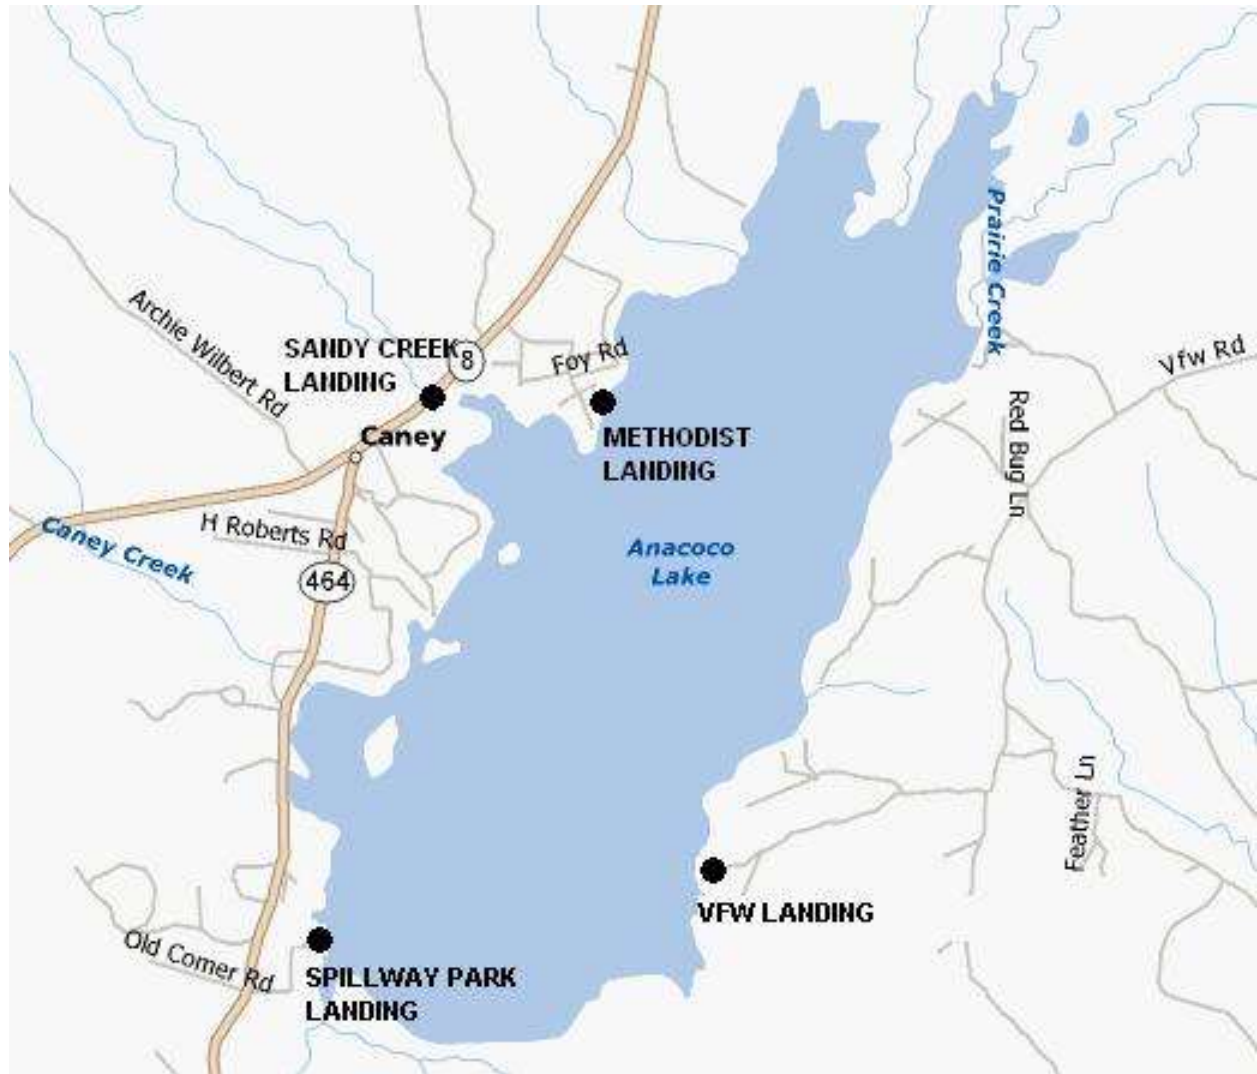 Prairie Creek
Archie Wilbert Rd
SANDY CREEK
LANDING
8
Foy Rd
Vfw Rd
Red Bug Ln
Caney
METHODIST
LANDING
H Roberts Rd
Caney Creek
464
Anacoco
Lake
Feather Ln
VFW LANDING
Old Comer Rd
SPILLWAY PARK
LANDING